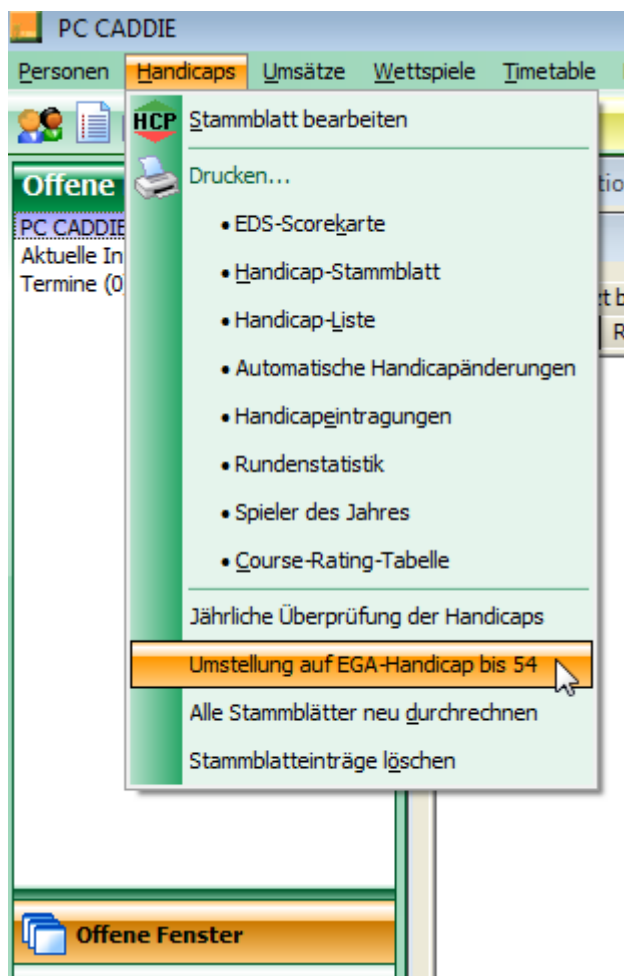 PC CADDIE
Personen Handicaps Umsätze Wettspiele Timetable
HCP Stammblatt bearbeiten
Offene Drucken...
PC CADDIE • EDS-Scorekarte
Aktuelle In
Termine (0 • Handicap-Stammblatt
• Handicap-Liste
• Automatische Handicapänderungen
• Handicapeintragungen
• Rundenstatistik
• Spieler des Jahres
• Course-Rating-Tabelle
Jährliche Überprüfung der Handicaps
Umstellung auf EGA-Handicap bis 54
Alle Stammblätter neu durchrechnen
Stammblatteinträge löschen
Offene Fenster